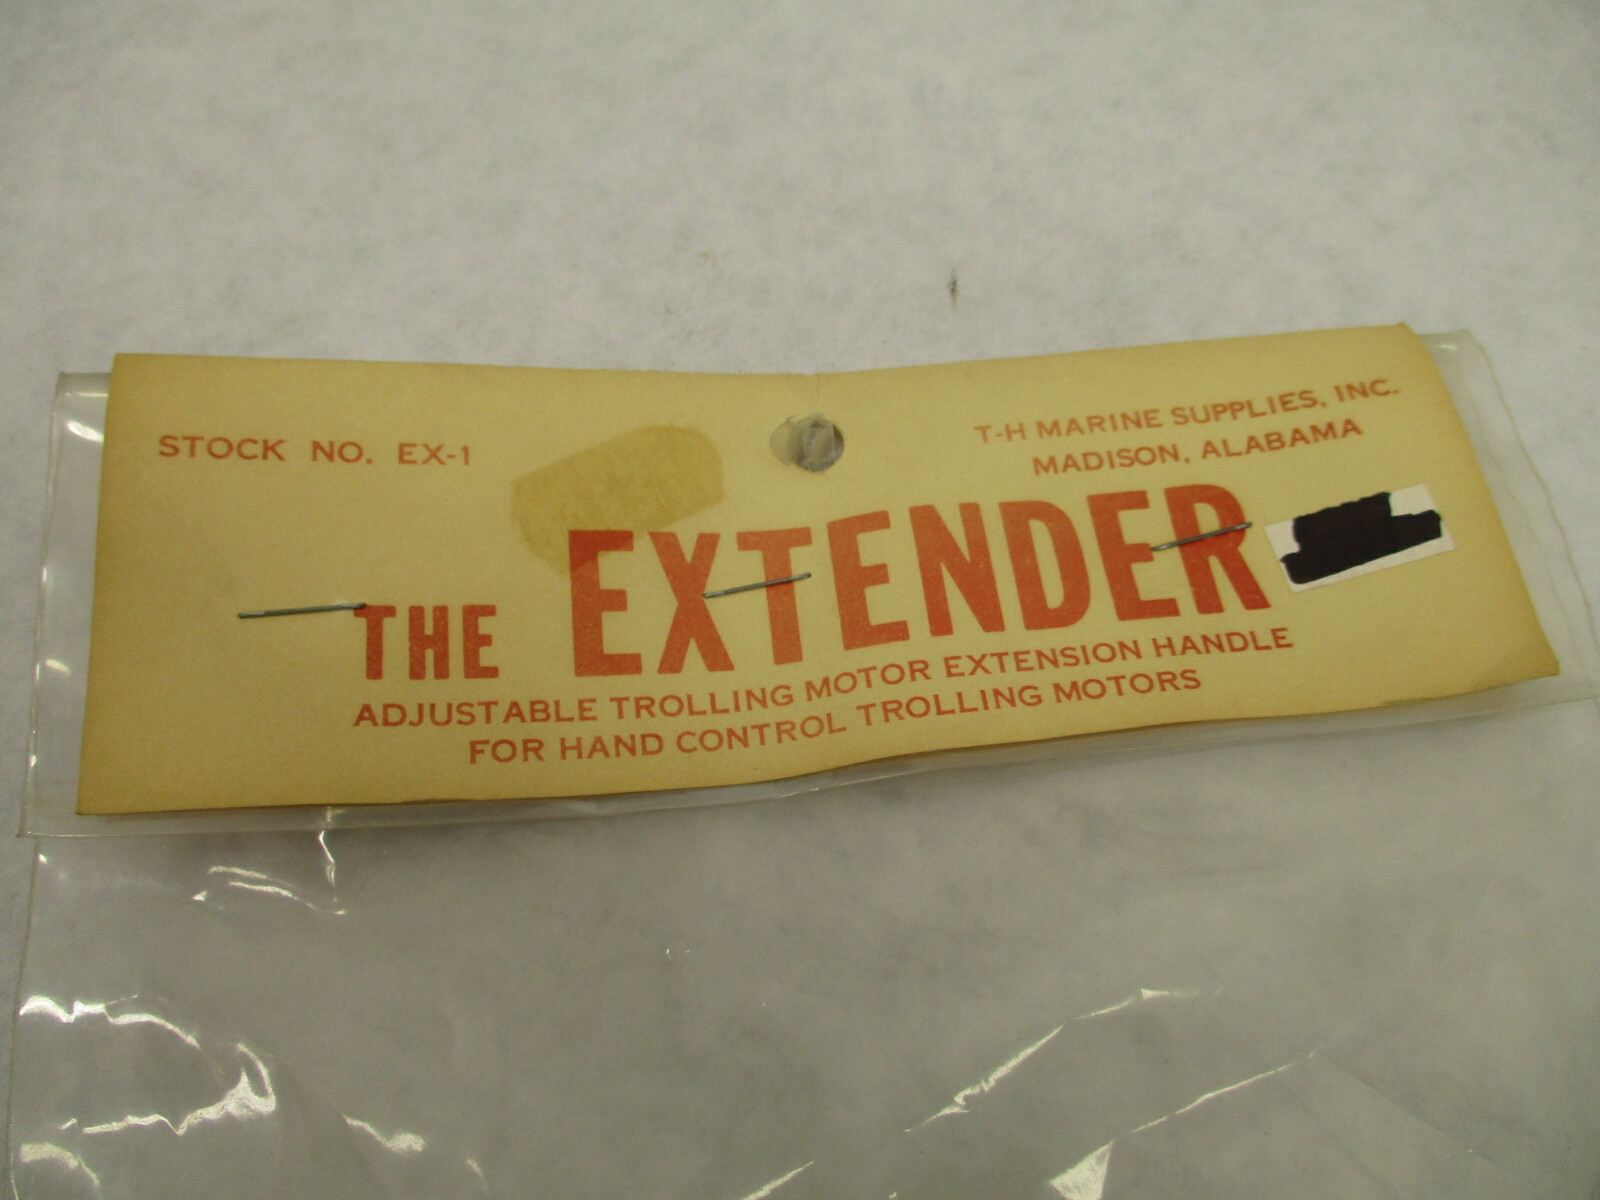 STOCK NO. EX-1
T-H MARINE SUPPLIES, INC.
MADISON, ALABAMA
THE EXTENDER
ADJUSTABLE TROLLING MOTOR EXTENSION HANDLE
FOR HAND CONTROL TROLLING MOTORS